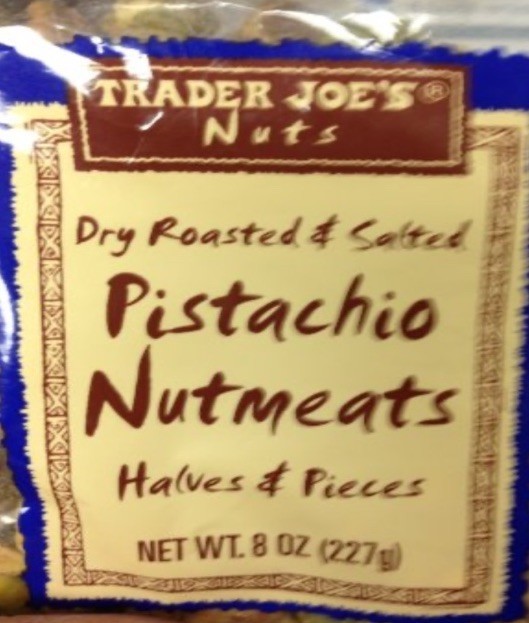 TRADER JOE'S®
Nuts
Dry Roasted & Salted
Pistachio
Nutmeats
Halves & Pieces
NET WT. 8 OZ (227g)